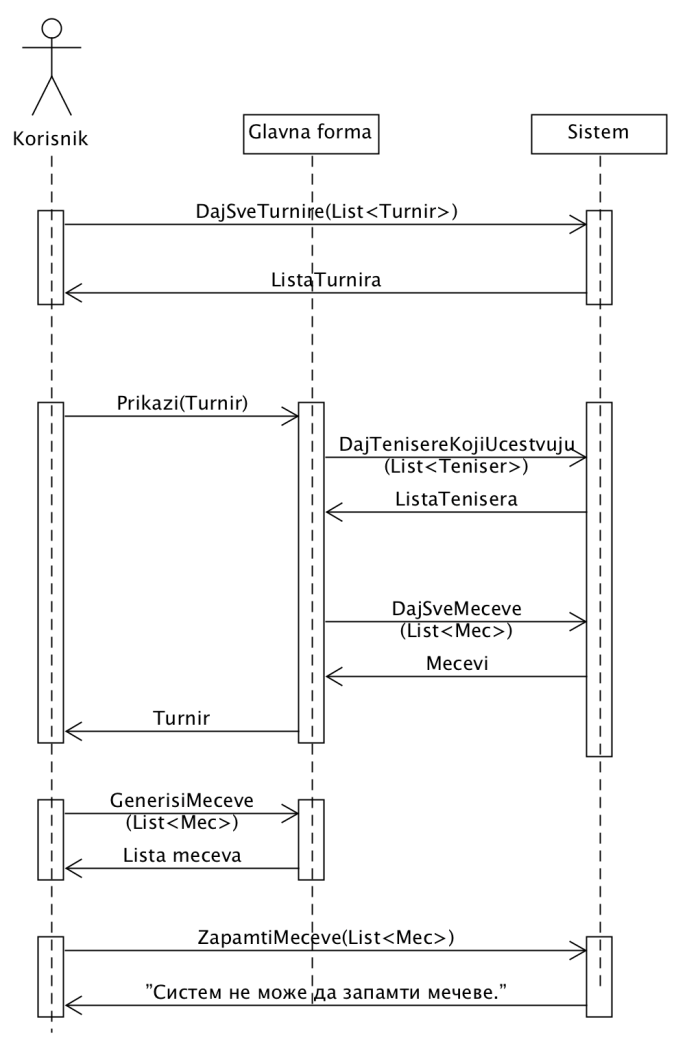 Korisnik
Glavna forma
Sistem
DajSveTurnire(List<Turnir>)
ListaTurnira
Prikazi(Turnir)
DajTenisereKojiUcestvuju
(List<Teniser>)
ListaTenisera
DajSveMeceve
(List<Mec>)
Mecevi
Turnir
GenerisiMeceve
(List<Mec>)
Lista meceva
ZapamtiMeceve(List<Mec>)
”Систем не може да запамти мечеве.”